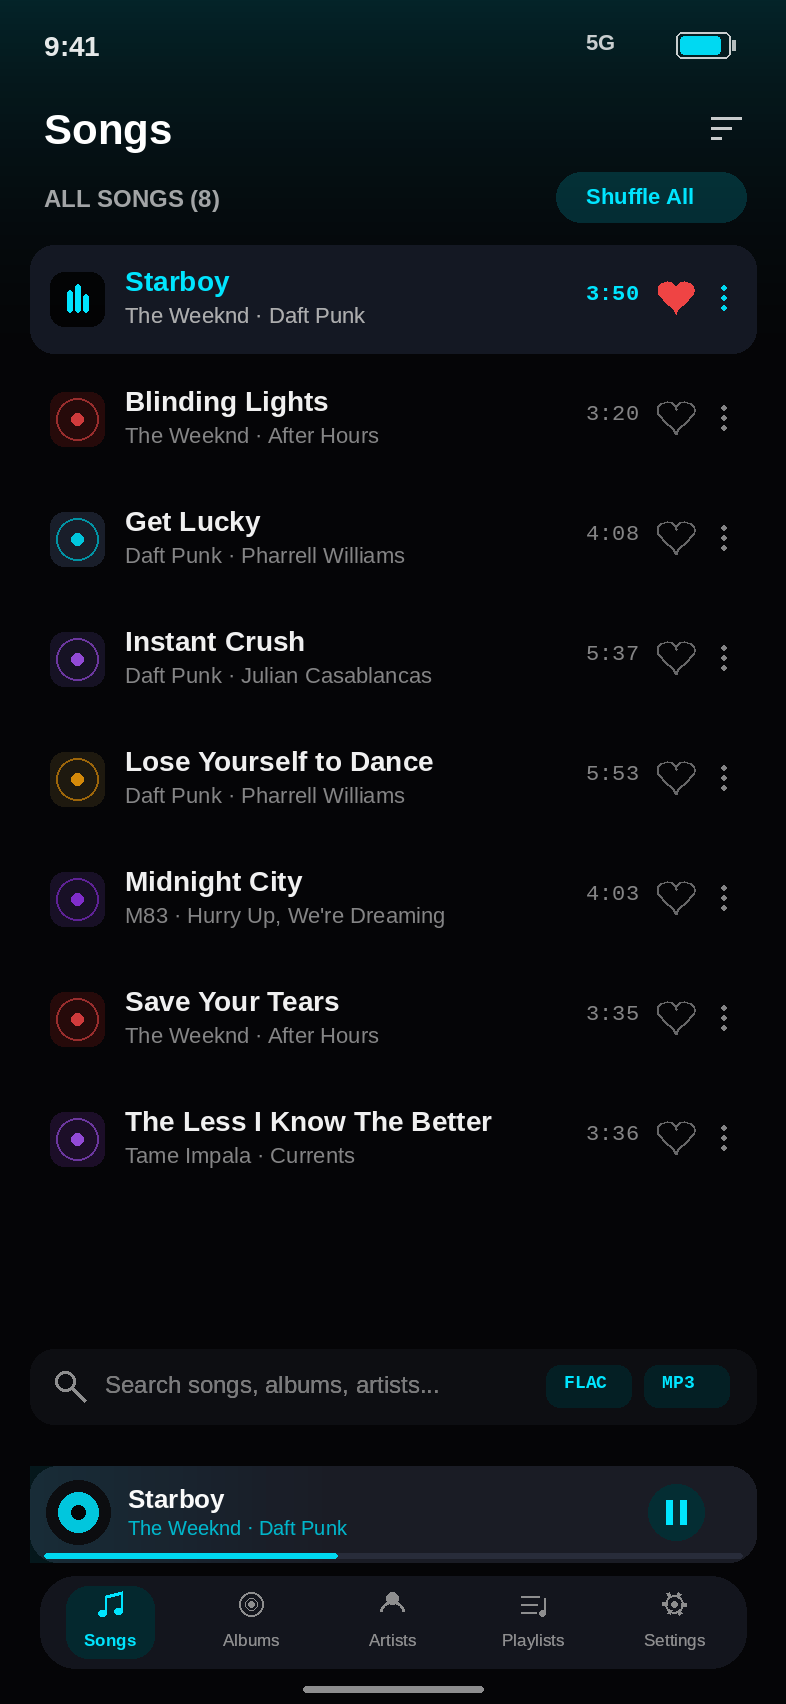 9:41
5G
Songs
ALL SONGS (8)
Shuffle All
Starboy
The Weeknd · Daft Punk
3:50
Blinding Lights
The Weeknd · After Hours
3:20
Get Lucky
Daft Punk · Pharrell Williams
4:08
Instant Crush
Daft Punk · Julian Casablancas
5:37
Lose Yourself to Dance
Daft Punk · Pharrell Williams
5:53
Midnight City
M83 · Hurry Up, We're Dreaming
4:03
Save Your Tears
The Weeknd · After Hours
3:35
The Less I Know The Better
Tame Impala · Currents
3:36
Search songs, albums, artists...
FLAC
MP3
Starboy
The Weeknd · Daft Punk
Songs
Albums
Artists
Playlists
Settings